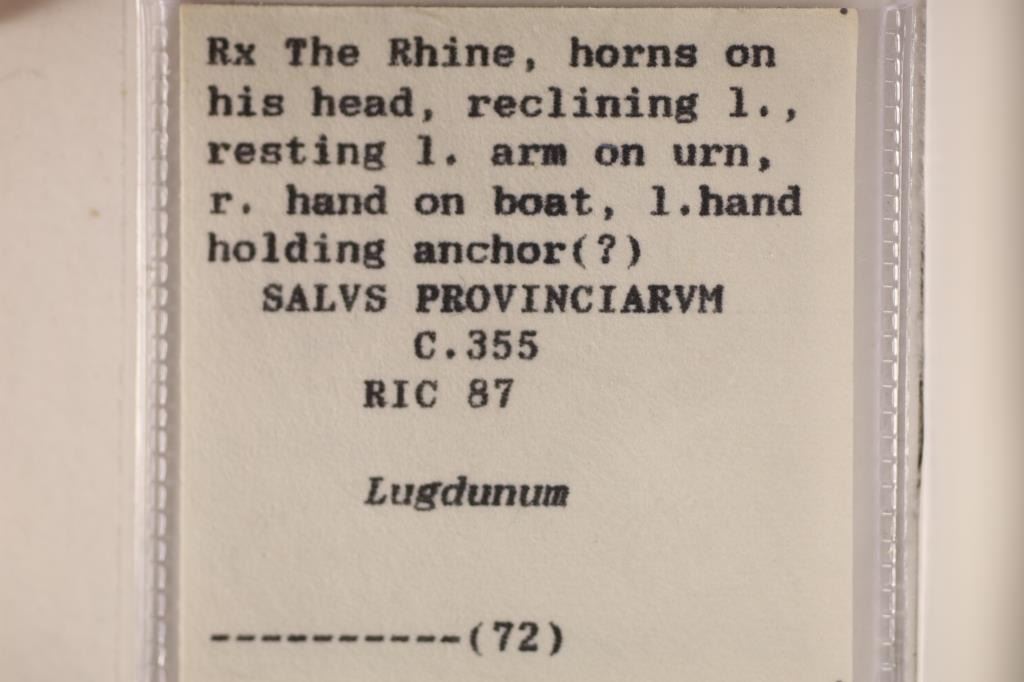 Rx The Rhine, horns on
his head, reclining l.,
resting l. arm on urn,
r. hand on boat, l.hand
holding anchor(?)
SALVS PROVINCIARVM
C.355
RIC 87
Lugdunum
----------(72)